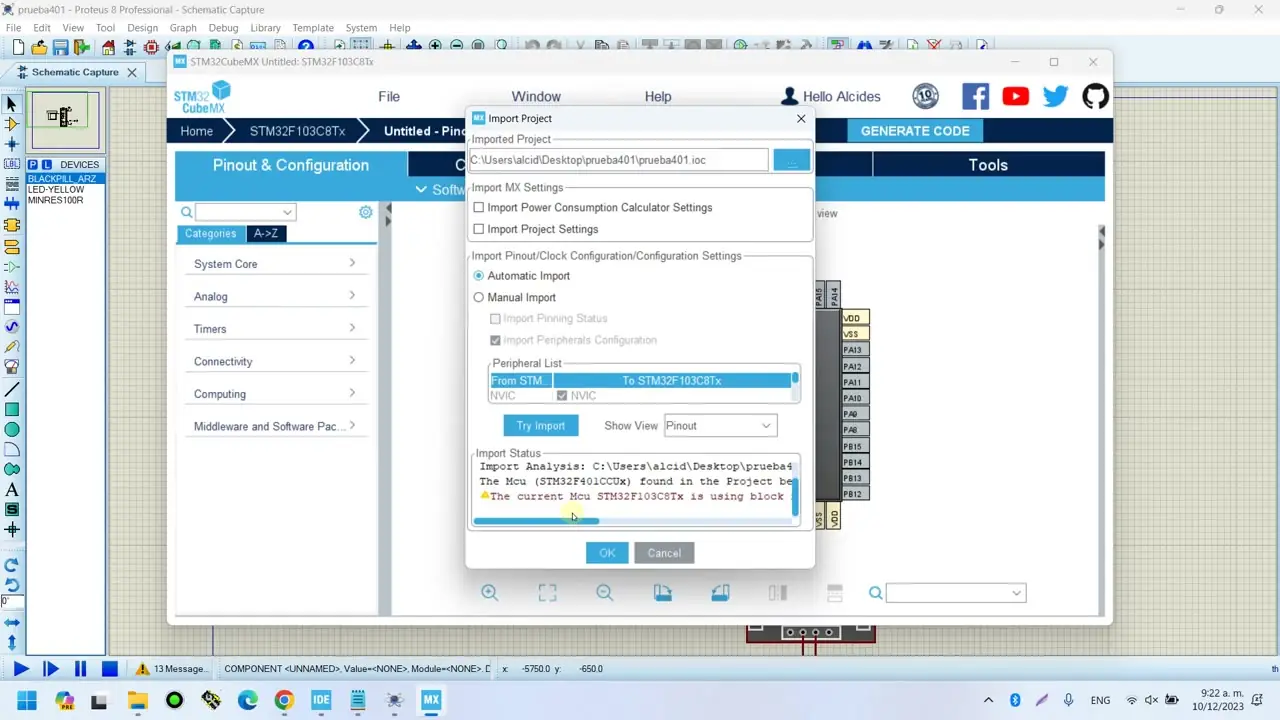 prueba401 - Proteus 8 Professional - Schematic Capture
File Edit View Tool Design Graph Debug Library Template System Help
Schematic Capture
P L DEVICES
BLACKPILL_ARZ
LED-YELLOW
MINRES100R
MX STM32CubeMX Untitled: STM32F103C8Tx
STM32
CubeMX
File Window Help Hello Alcides
Home STM32F103C8Tx Untitled - Pino
GENERATE CODE
Pinout & Configuration
C
Tools
Softw
view
Categories A->Z
System Core
Analog
Timers
Connectivity
Computing
Middleware and Software Pac...
MX Import Project
Imported Project
C:\Users\alcid\Desktop\prueba401\prueba401.ioc
...
Import MX Settings
Import Power Consumption Calculator Settings
Import Project Settings
Import Pinout/Clock Configuration/Configuration Settings
Automatic Import
Manual Import
Import Pinning Status
Import Peripherals Configuration
Peripheral List
From STM... To STM32F103C8Tx
NVIC NVIC
Try Import Show View Pinout
Import Status
Import Analysis: C:\Users\alcid\Desktop\prueba4
The Mcu (STM32F401CCUx) found in the Project be
The current Mcu STM32F103C8Tx is using block
OK Cancel
PA15 PA14
VDD
VSS
PA13
PA12
PA11
PA10
PA9
PA8
PB15
PB14
PB13
PB12
VSS VDD
13 Message..
COMPONENT <UNNAMED>, Value=<NONE>, Module=<NONE>. D
x: -5750.0 y: -650.0
th
IDE MX
ENG
9:22 a. m.
10/12/2023